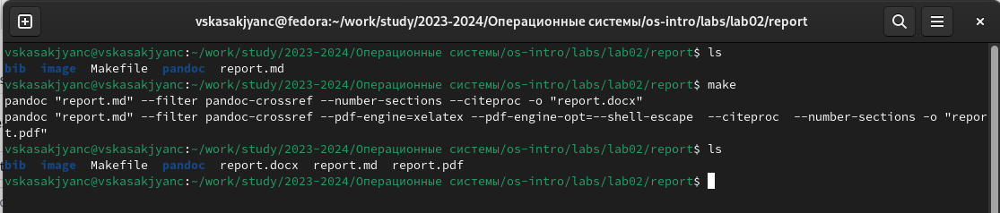 vskasakjyanc@fedora:~/work/study/2023-2024/Операционные системы/os-intro/labs/lab02/report
vskasakjyanc@vskasakjyanc:~/work/study/2023-2024/Операционные системы/os-intro/labs/lab02/report$ ls
bib  image  Makefile  pandoc  report.md
vskasakjyanc@vskasakjyanc:~/work/study/2023-2024/Операционные системы/os-intro/labs/lab02/report$ make
pandoc "report.md" --filter pandoc-crossref --number-sections --citeproc -o "report.docx"
pandoc "report.md" --filter pandoc-crossref --pdf-engine=xelatex --pdf-engine-opt=--shell-escape  --citeproc  --number-sections -o "repor
t.pdf"
vskasakjyanc@vskasakjyanc:~/work/study/2023-2024/Операционные системы/os-intro/labs/lab02/report$ ls
bib  image  Makefile  pandoc  report.docx  report.md  report.pdf
vskasakjyanc@vskasakjyanc:~/work/study/2023-2024/Операционные системы/os-intro/labs/lab02/report$